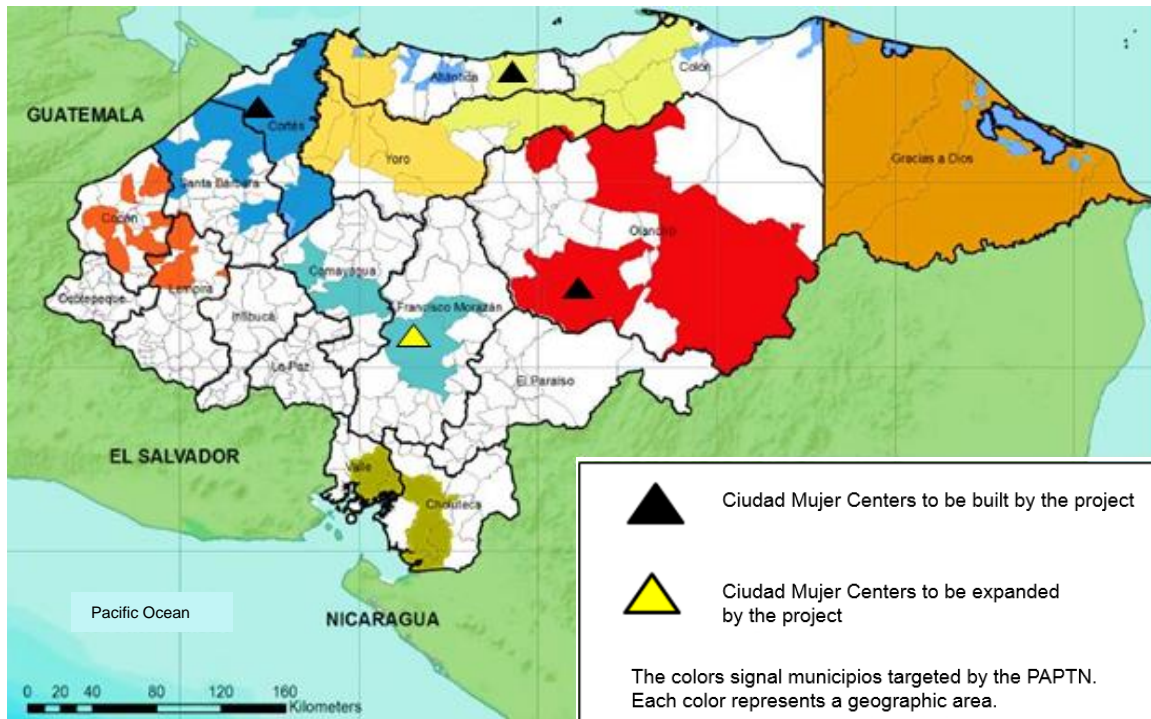 Atlántida
Colón
GUATEMALA
Cortés
Yoro
Gracias a Dios
Santa Bárbara
Copán
Olancho
Comayagua
Ocotepeque
Lempira
Francisco Morazán
Intibucá
La Paz
El Paraíso
EL SALVADOR
Valle
Choluteca
Ciudad Mujer Centers to be built by the project
Ciudad Mujer Centers to be expanded
by the project
Pacific Ocean
NICARAGUA
The colors signal municipios targeted by the PAPTN.
Each color represents a geographic area.
0 20 40 80 120 160
Kilometers